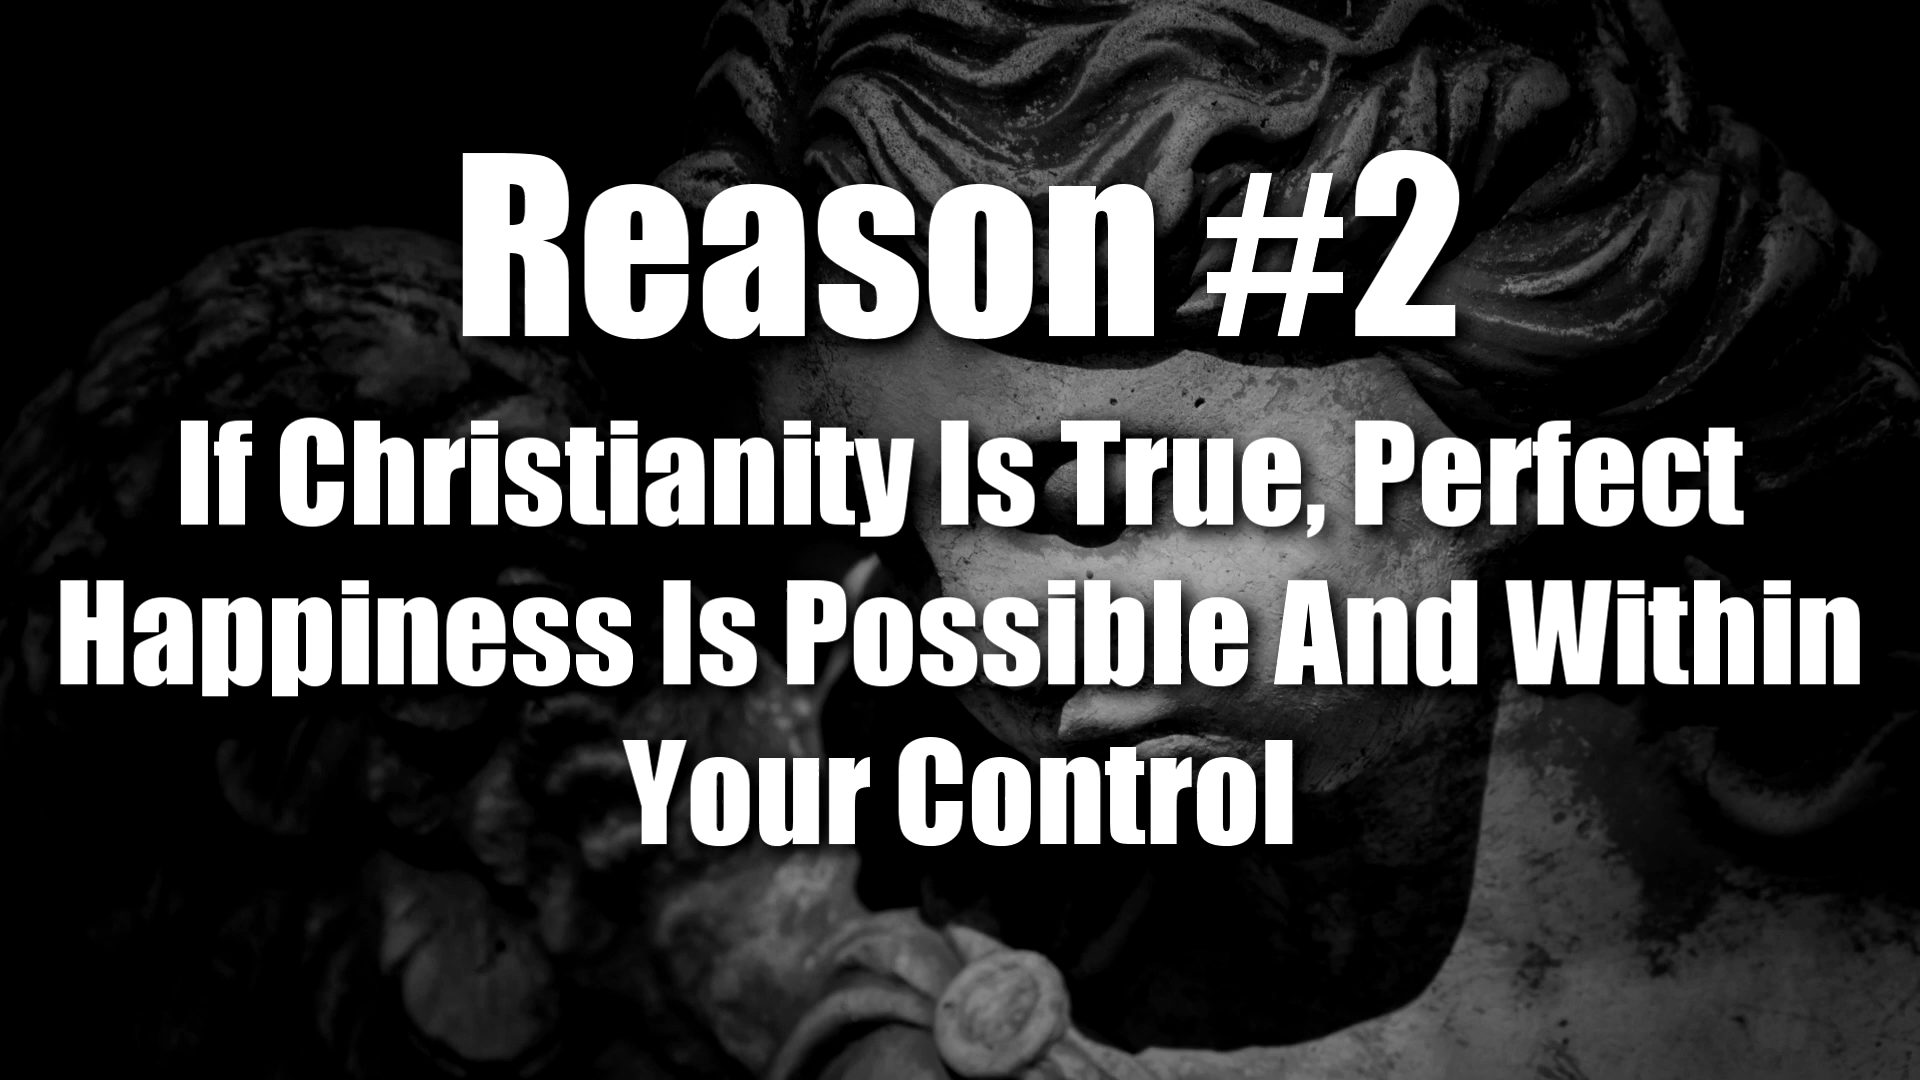 Reason #2
If Christianity Is True, Perfect
Happiness Is Possible And Within
Your Control